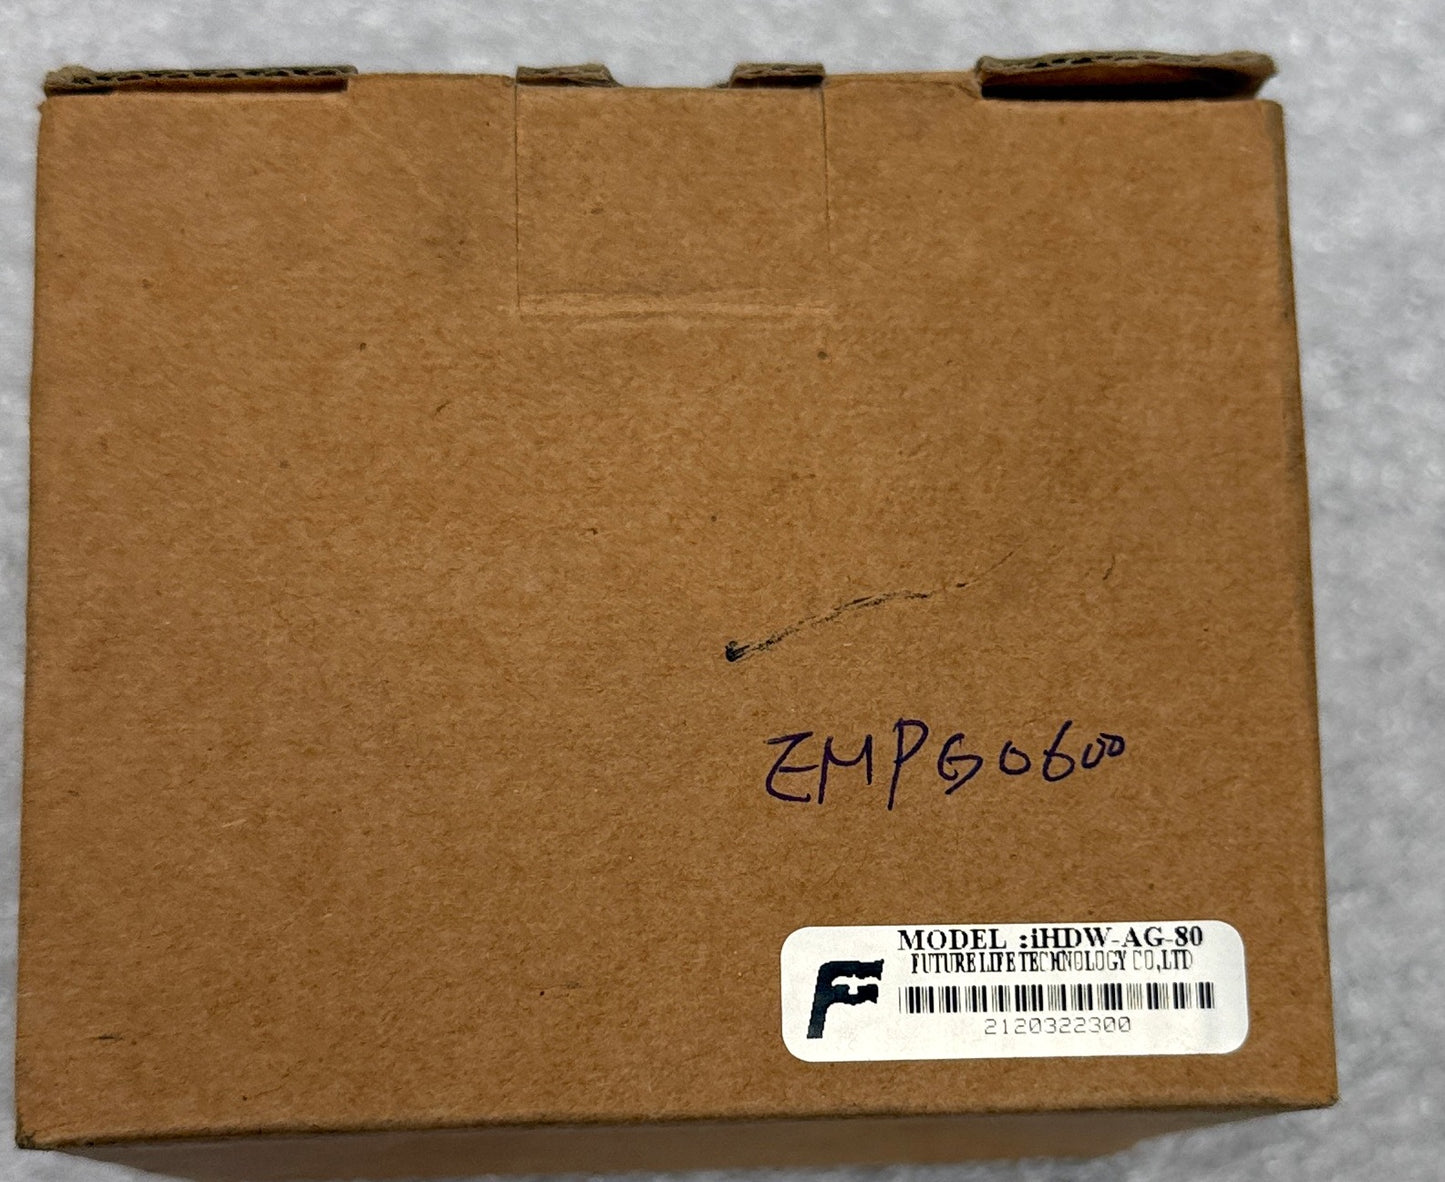 EMPG0600
MODEL :iHDW-AG-80
FUTURE LIFE TECHNOLOGY CO,LTD
2120322300